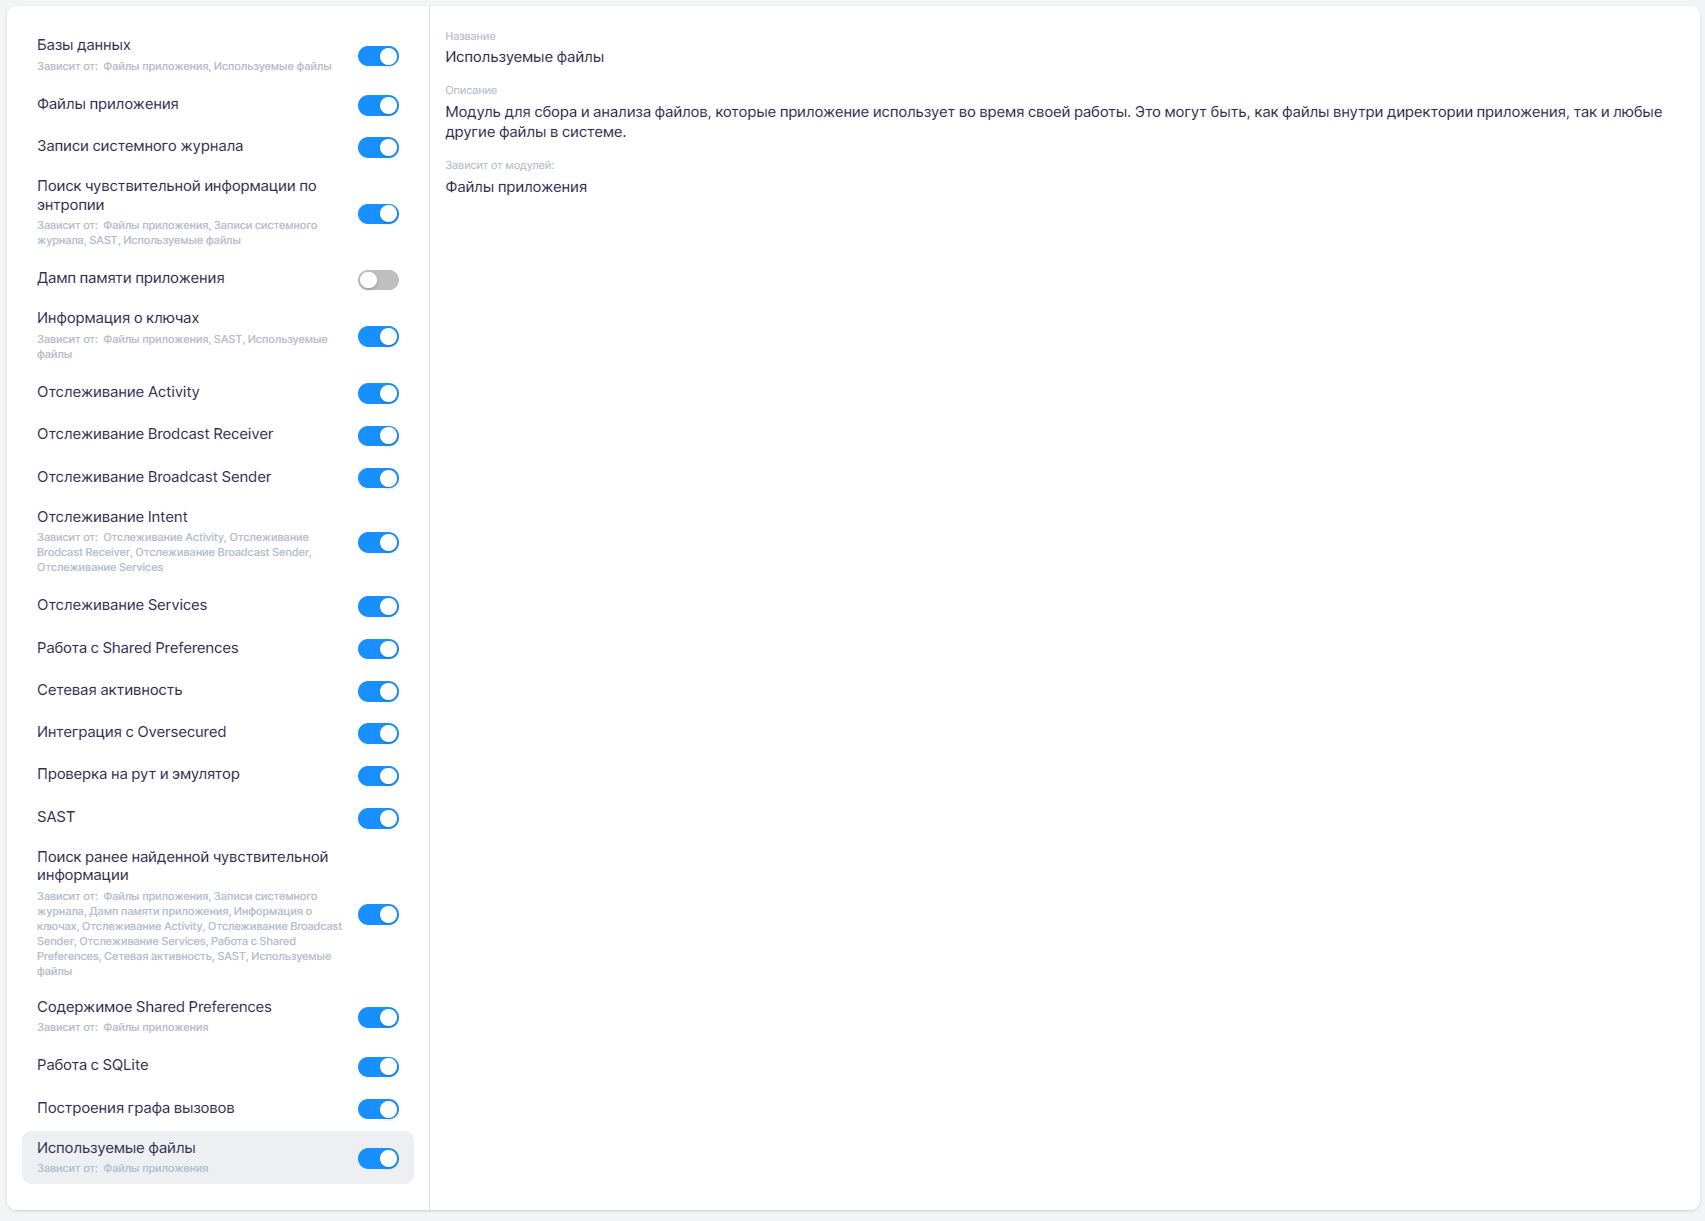 Базы данных
Зависит от: Файлы приложения, Используемые файлы
Файлы приложения
Записи системного журнала
Поиск чувствительной информации по
энтропии
Зависит от: Файлы приложения, Записи системного
журнала, SAST, Используемые файлы
Дамп памяти приложения
Информация о ключах
Зависит от: Файлы приложения, SAST, Используемые
файлы
Отслеживание Activity
Отслеживание Brodcast Receiver
Отслеживание Broadcast Sender
Отслеживание Intent
Зависит от: Отслеживание Activity, Отслеживание
Brodcast Receiver, Отслеживание Broadcast Sender,
Отслеживание Services
Отслеживание Services
Работа с Shared Preferences
Сетевая активность
Интеграция с Oversecured
Проверка на рут и эмулятор
SAST
Поиск ранее найденной чувствительной
информации
Зависит от: Файлы приложения, Записи системного
журнала, Дамп памяти приложения, Информация о
ключах, Отслеживание Activity, Отслеживание Broadcast
Sender, Отслеживание Services, Работа с Shared
Preferences, Сетевая активность, SAST, Используемые
файлы
Содержимое Shared Preferences
Зависит от: Файлы приложения
Работа с SQLite
Построения графа вызовов
Используемые файлы
Зависит от: Файлы приложения
Название
Используемые файлы
Описание
Модуль для сбора и анализа файлов, которые приложение использует во время своей работы. Это могут быть, как файлы внутри директории приложения, так и любые
другие файлы в системе.
Зависит от модулей:
Файлы приложения